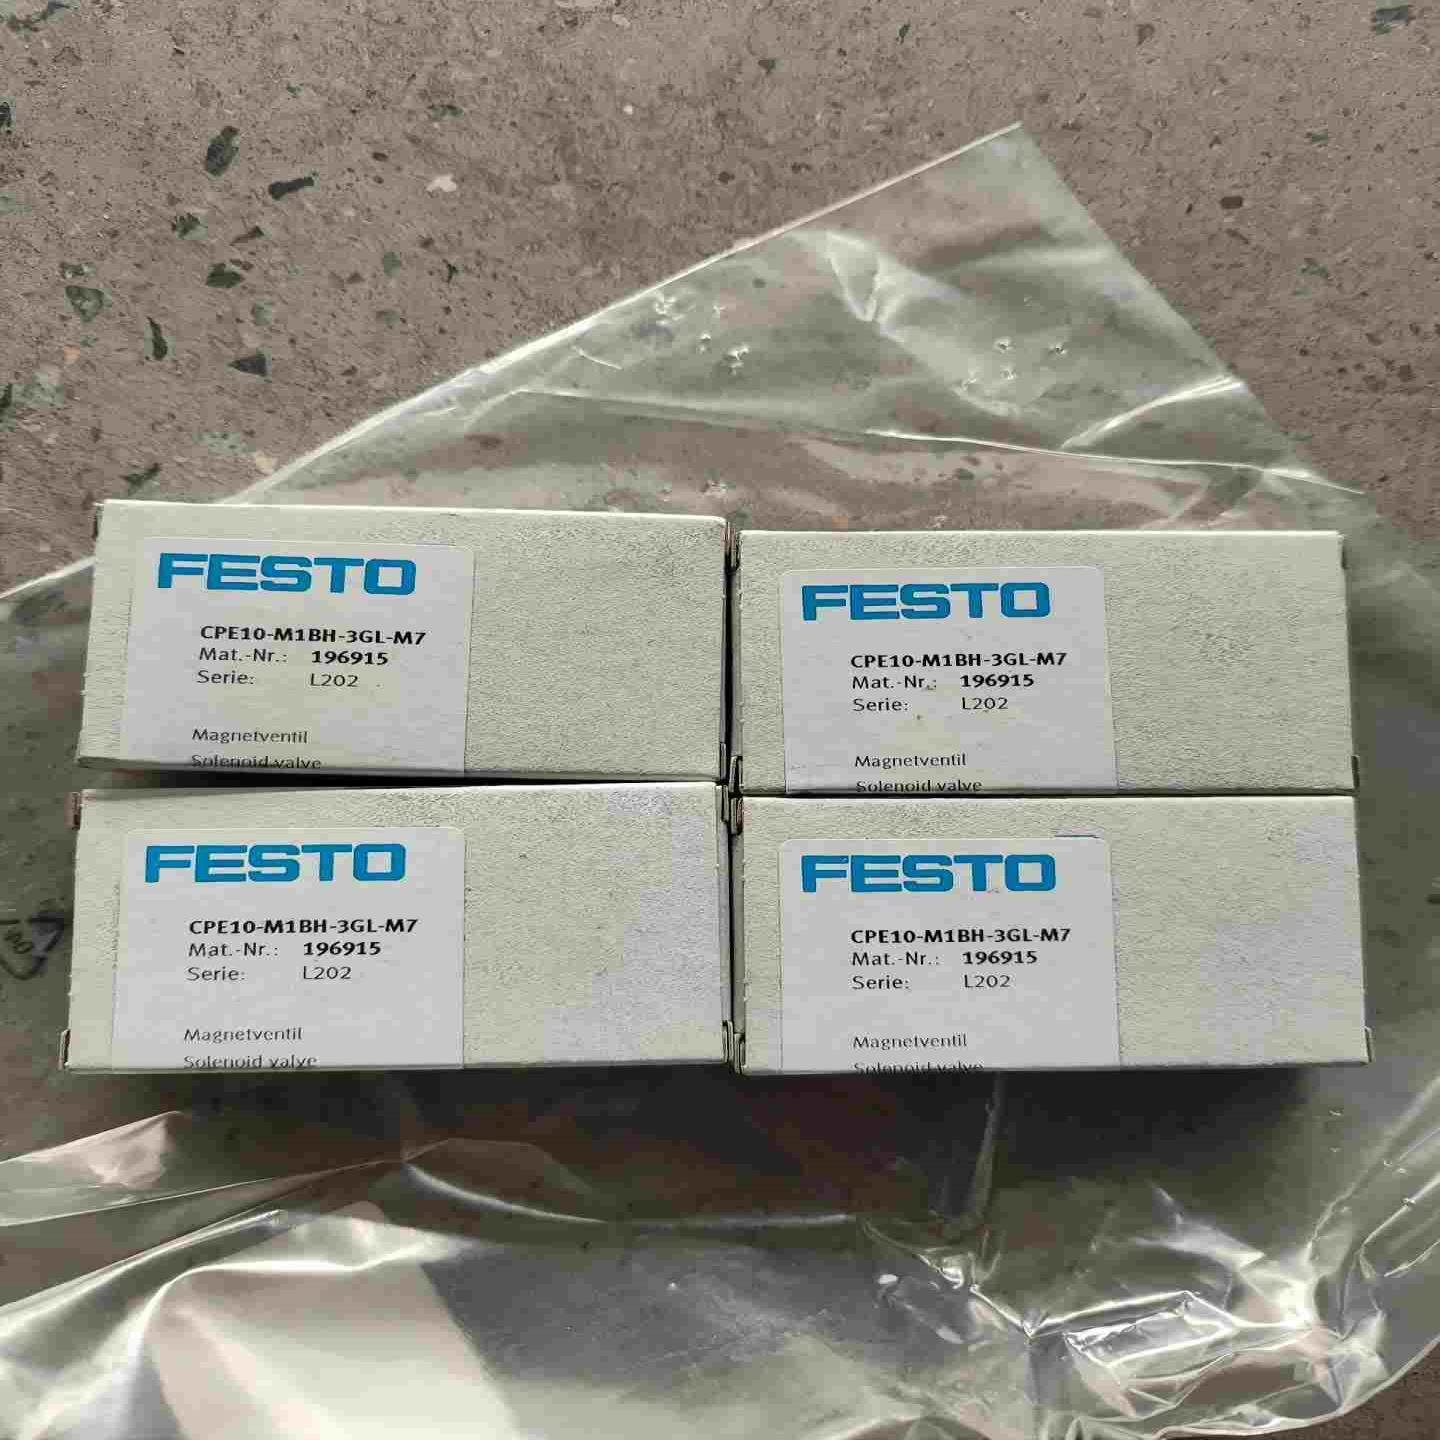 FESTO
CPE10-M1BH-3GL-M7
Mat.-Nr.: 196915
Serie: L202
Magnetventil
Solenoid valve
FESTO
CPE10-M1BH-3GL-M7
Mat.-Nr.: 196915
Serie: L202
Magnetventil
Solenoid valve
FESTO
CPE10-M1BH-3GL-M7
Mat.-Nr.: 196915
Serie: L202
Magnetventil
Solenoid valve
FESTO
CPE10-M1BH-3GL-M7
Mat.-Nr.: 196915
Serie: L202
Magnetventil
Solenoid valve